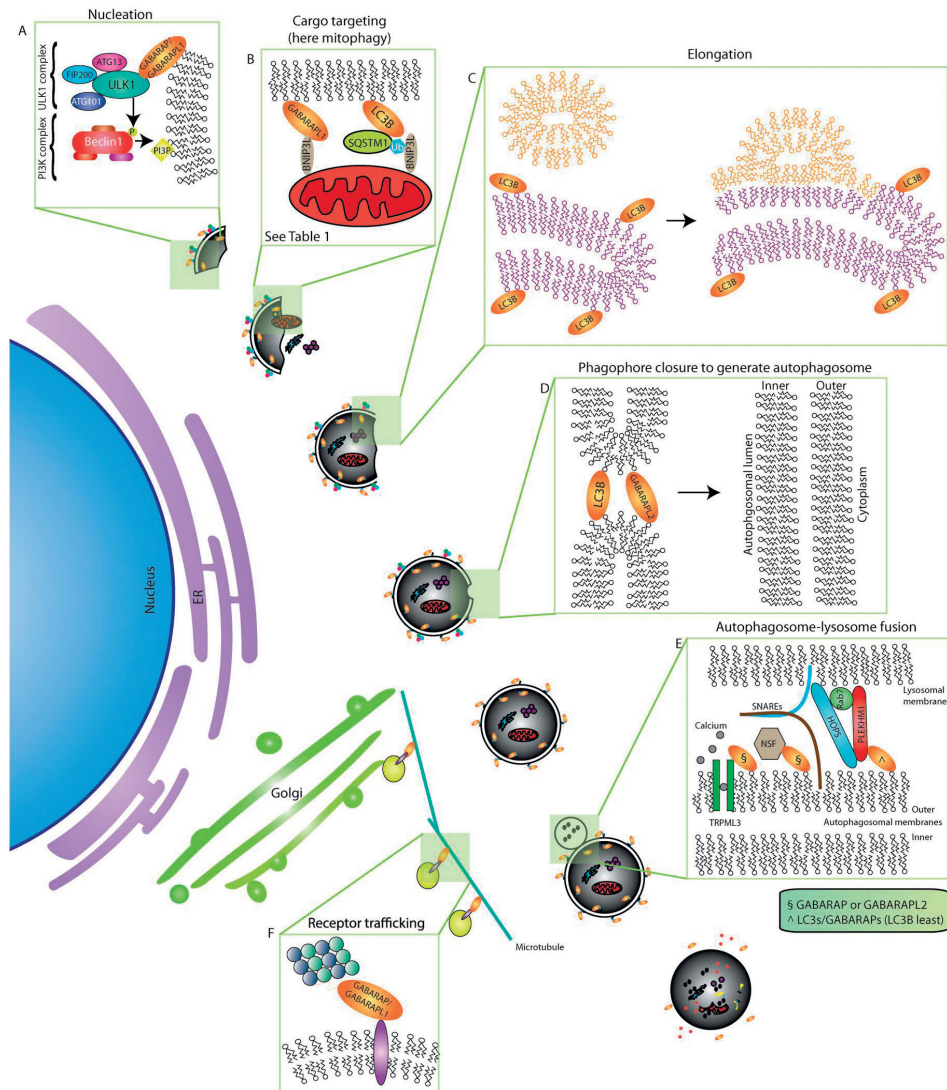 Nucleation
A
ULK1 complex
PI3K complex
GABARAP/
GABARAPL1
ATG13
FIP200
ULK1
ATG101
Beclin1
P
PI3P
Cargo targeting
(here mitophagy)
B
GABARAPL1
LC3B
SQSTM1
Ub
BNIP3L
BNIP3L
See Table 1
Elongation
C
LC3B
LC3B
LC3B
LC3B
LC3B
LC3B
LC3B
Phagophore closure to generate autophagosome
D
LC3B
GABARAPL2
Inner
Outer
Autophgosomal lumen
Cytoplasm
Nucleus
ER
Golgi
Microtubule
Autophagosome-lysosome fusion
E
Lysosomal
membrane
SNAREs
Rab7
HOPS
PLEKHM1
Calcium
NSF
§
§
^
TRPML3
Outer
Autophagosomal membranes
Inner
§ GABARAP or GABARAPL2
^ LC3s/GABARAPs (LC3B least)
Receptor trafficking
F
GABARAP/
GABARAPL1